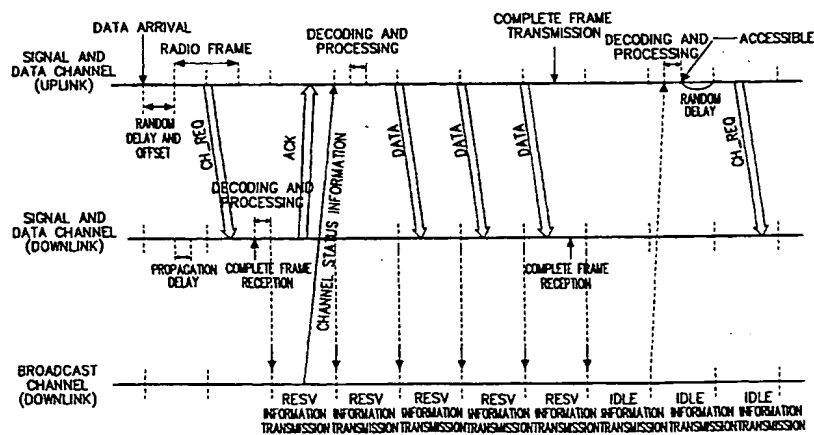 DATA ARRIVAL
RADIO FRAME
DECODING AND
PROCESSING
COMPLETE FRAME
TRANSMISSION
DECODING AND
PROCESSING
ACCESSIBLE
SIGNAL AND
DATA CHANNEL
(UPLINK)
RANDOM
DELAY AND
OFFSET
CH_REQ
ACK
CHANNEL STATUS INFORMATION
DATA
DATA
DATA
RANDOM
DELAY
CH_REQ
DECODING AND
PROCESSING
SIGNAL AND
DATA CHANNEL
(DOWNLINK)
PROPAGATION
DELAY
COMPLETE FRAME
RECEPTION
COMPLETE FRAME
RECEPTION
BROADCAST
CHANNEL
(DOWNLINK)
RESV
INFORMATION
TRANSMISSION
RESV
INFORMATION
TRANSMISSION
RESV
INFORMATION
TRANSMISSION
RESV
INFORMATION
TRANSMISSION
RESV
INFORMATION
TRANSMISSION
IDLE
INFORMATION
TRANSMISSION
IDLE
INFORMATION
TRANSMISSION
IDLE
INFORMATION
TRANSMISSION